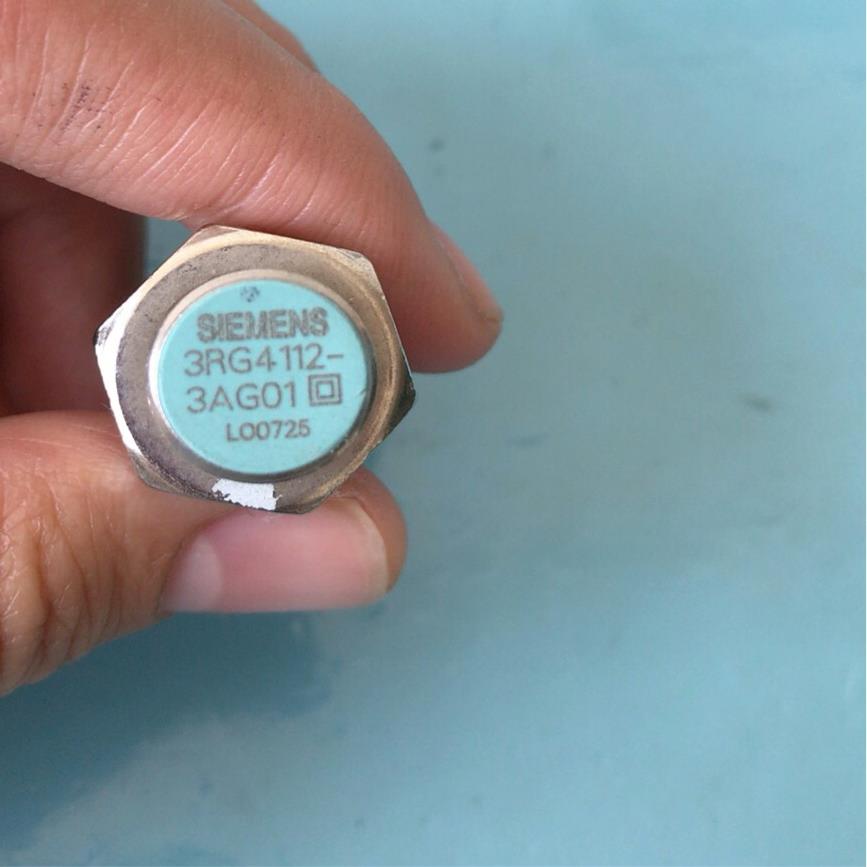 SIEMENS
3RG4112-
3AG01
L00725